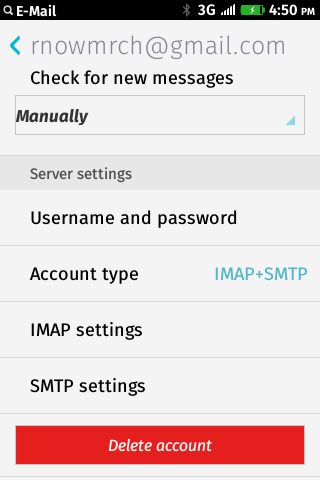 E-Mail 3G 4:50 PM
rnowmrch@gmail.com
Check for new messages
Manually
Server settings
Username and password
Account type IMAP+SMTP
IMAP settings
SMTP settings
Delete account